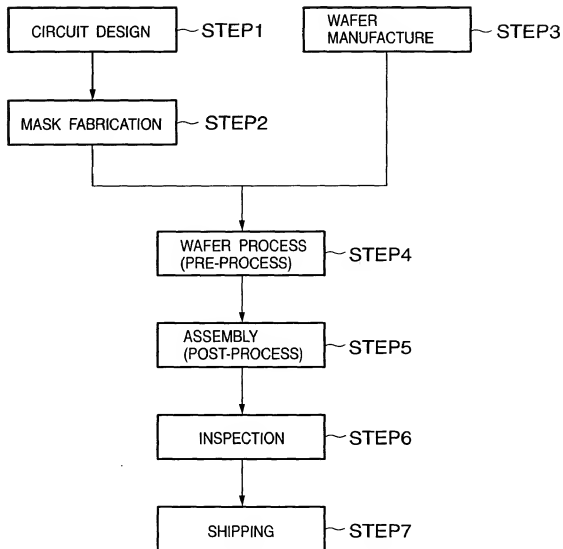 CIRCUIT DESIGN
STEP1
WAFER
MANUFACTURE
STEP3
MASK FABRICATION
STEP2
WAFER PROCESS
(PRE-PROCESS)
STEP4
ASSEMBLY
(POST-PROCESS)
STEP5
INSPECTION
STEP6
SHIPPING
STEP7